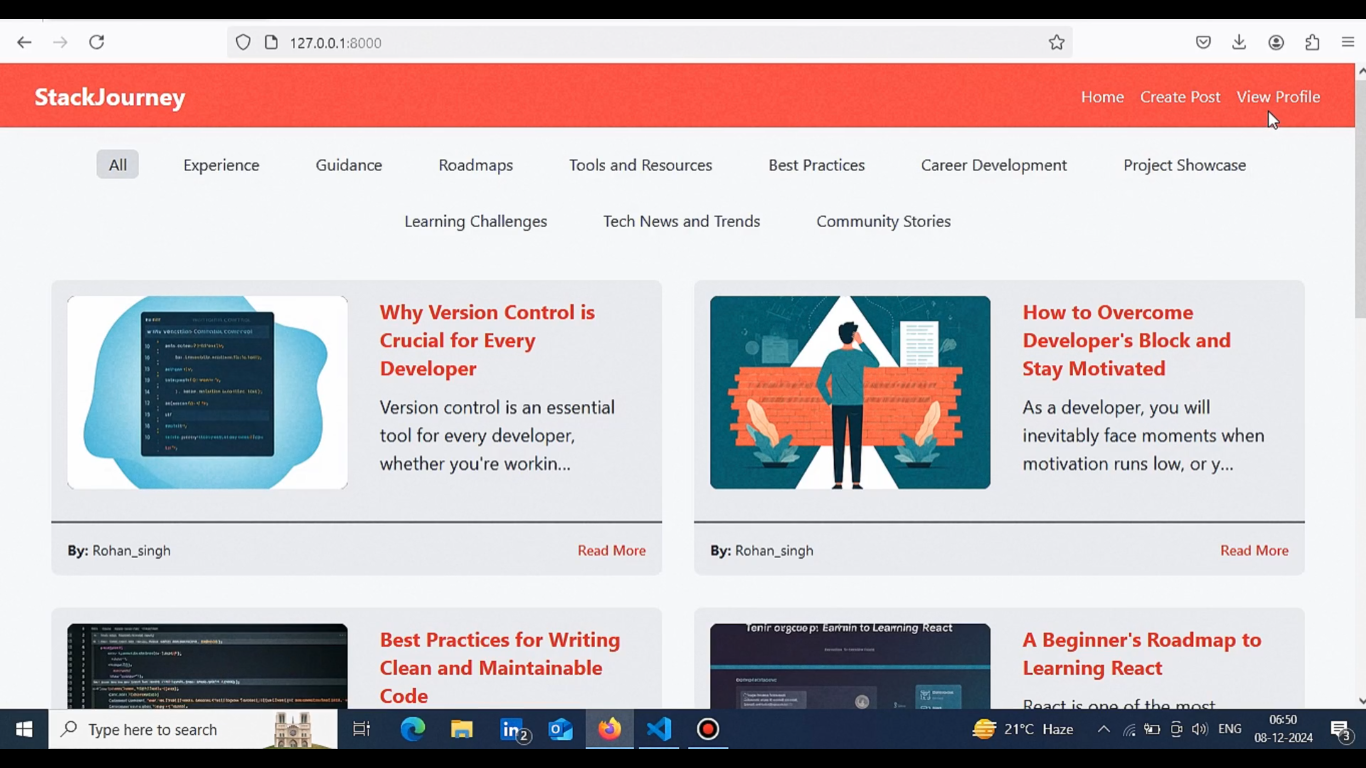 127.0.0.1:8000
StackJourney
Home Create Post View Profile
All Experience Guidance Roadmaps Tools and Resources Best Practices Career Development Project Showcase
Learning Challenges Tech News and Trends Community Stories
Why Version Control is
Crucial for Every
Developer
Version control is an essential
tool for every developer,
whether you're workin...
By: Rohan_singh
Read More
How to Overcome
Developer's Block and
Stay Motivated
As a developer, you will
inevitably face moments when
motivation runs low, or y...
By: Rohan_singh
Read More
Best Practices for Writing
Clean and Maintainable
Code
to Learning React
A Beginner's Roadmap to
Learning React
React is one of the most
Type here to search
2
21°C Haze
ENG
06:50
08-12-2024
3